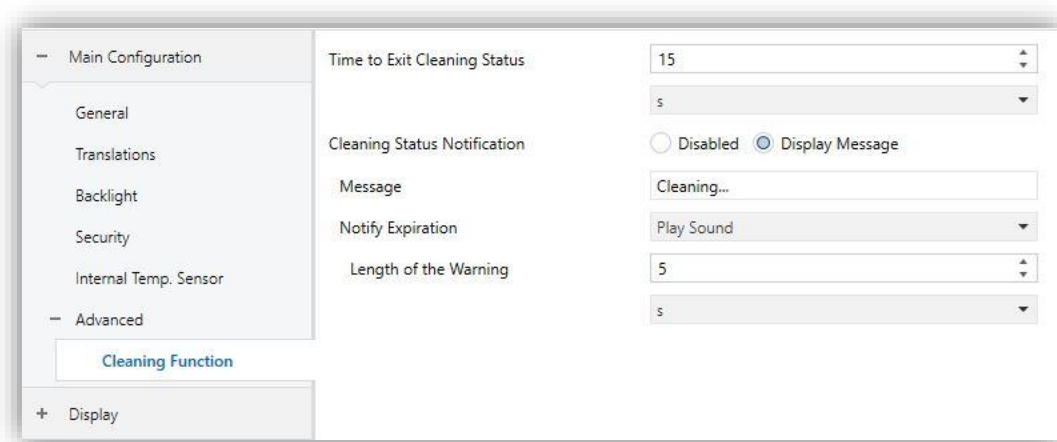 Main Configuration
General
Translations
Backlight
Security
Internal Temp. Sensor
Advanced
Cleaning Function
Display
Time to Exit Cleaning Status
15
s
Cleaning Status Notification
Disabled Display Message
Message
Cleaning...
Notify Expiration
Play Sound
Length of the Warning
5
s